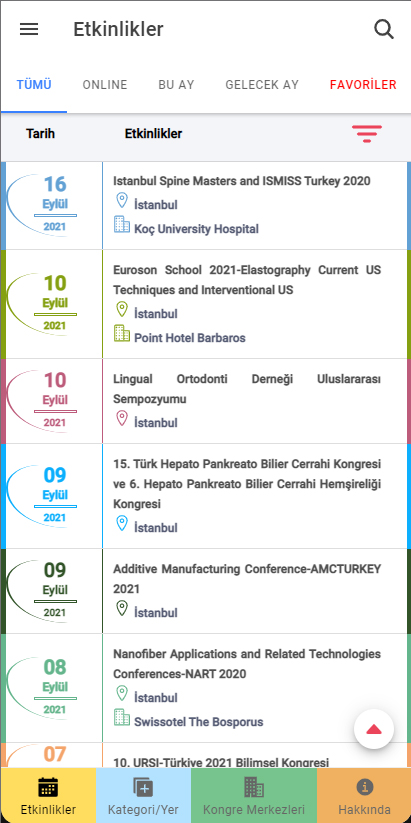 Etkinlikler
TÜMÜ ONLINE BU AY GELECEK AY FAVORİLER
Tarih Etkinlikler
16
Eylül
2021
Istanbul Spine Masters and ISMISS Turkey 2020
İstanbul
Koç University Hospital
10
Eylül
2021
Euroson School 2021-Elastography Current US
Techniques and Interventional US
İstanbul
Point Hotel Barbaros
10
Eylül
2021
Lingual Ortodonti Derneği Uluslararası
Sempozyumu
İstanbul
09
Eylül
2021
15. Türk Hepato Pankreato Bilier Cerrahi Kongresi
ve 6. Hepato Pankreato Bilier Cerrahi Hemşireliği
Kongresi
İstanbul
09
Eylül
2021
Additive Manufacturing Conference-AMCTURKEY
2021
İstanbul
08
Eylül
2021
Nanofiber Applications and Related Technologies
Conferences-NART 2020
İstanbul
Swissotel The Bosporus
07
10. URSI-Türkiye 2021 Bilimsel Kongresi
Etkinlikler Kategori/Yer Kongre Merkezleri Hakkında